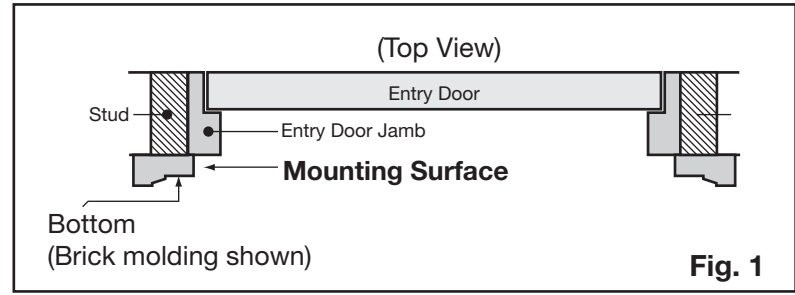 (Top View)
Entry Door
Stud
Entry Door Jamb
Mounting Surface
Bottom
(Brick molding shown)
Fig. 1